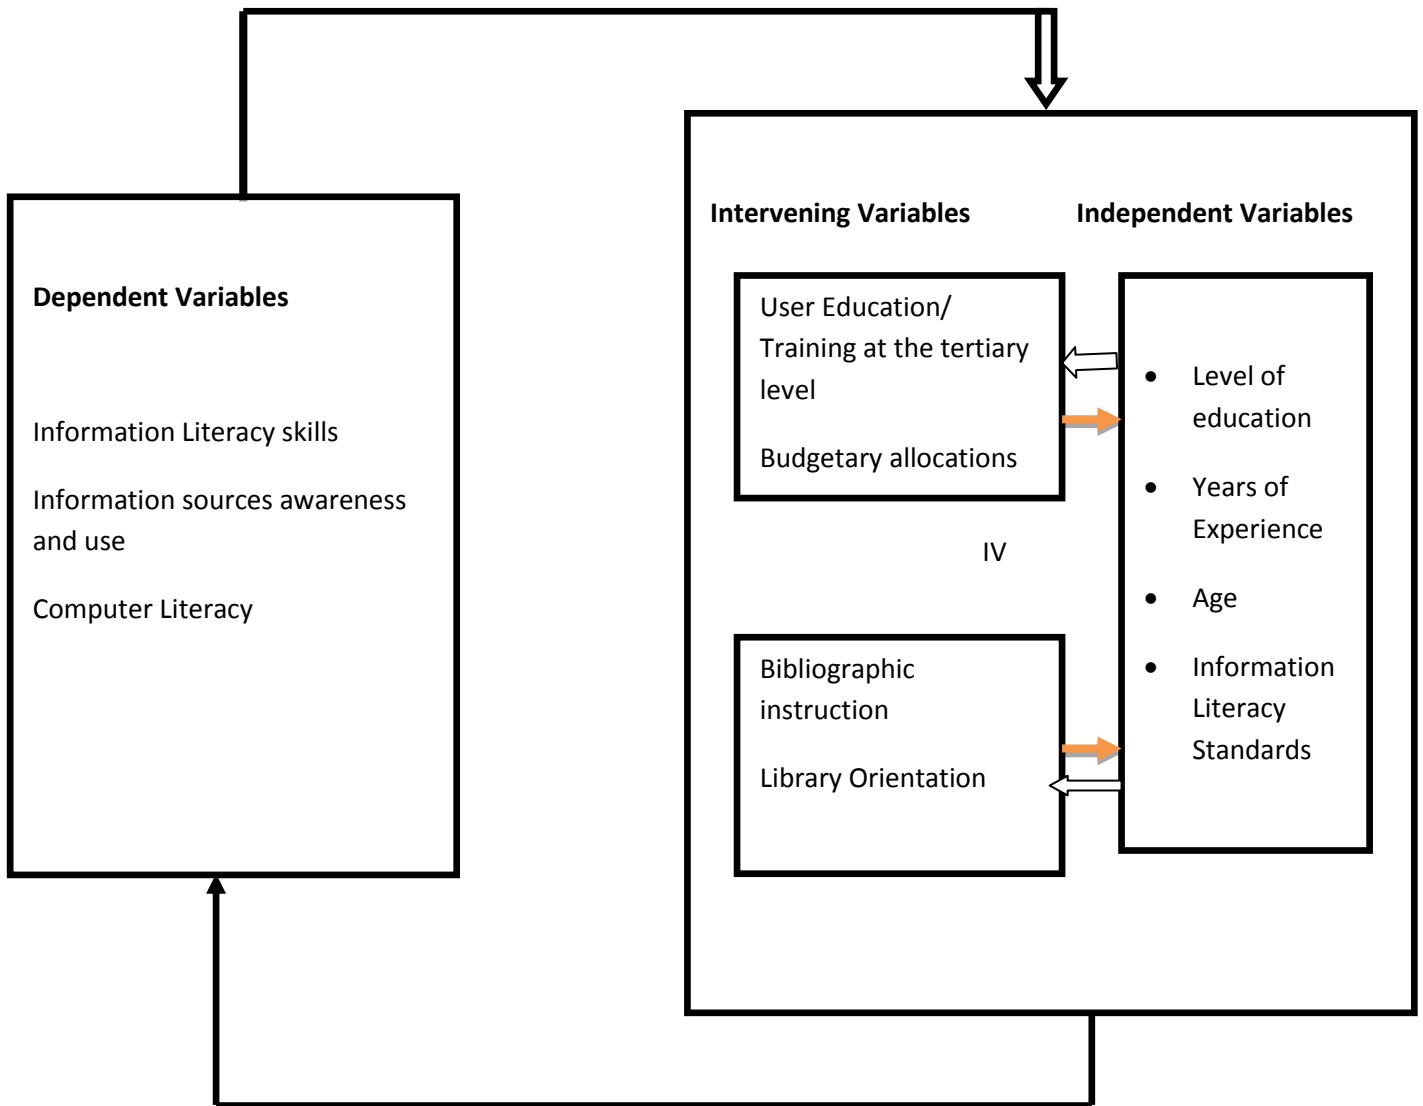 Dependent Variables
Information Literacy skills
Information sources awareness
and use
Computer Literacy
Intervening Variables
User Education/
Training at the tertiary
level
Budgetary allocations
IV
Bibliographic
instruction
Library Orientation
Independent Variables
• Level of
education
• Years of
Experience
• Age
• Information
Literacy
Standards